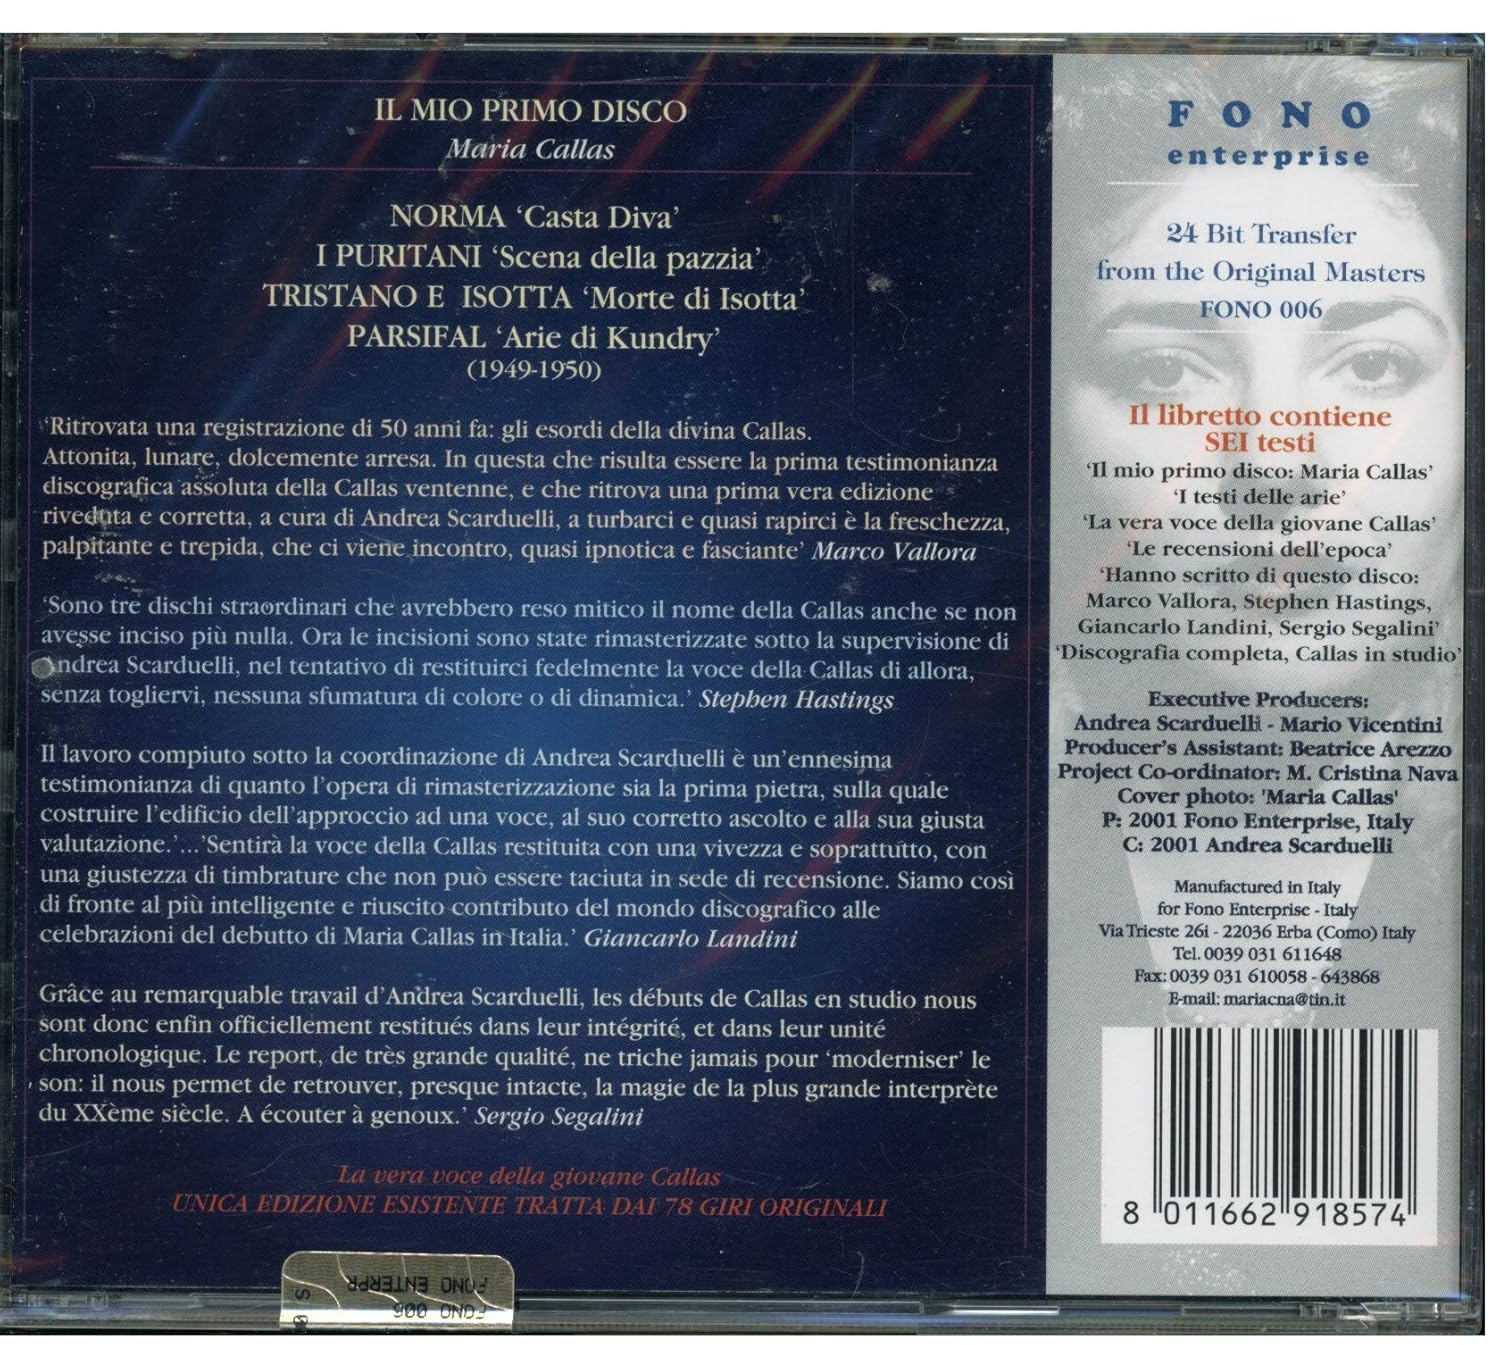 IL MIO PRIMO DISCO
Maria Callas
NORMA ‘Casta Diva’
I PURITANI ‘Scena della pazzia’
TRISTANO E ISOTTA ‘Morte di Isotta’
PARSIFAL ‘Arie di Kundry’
(1949-1950)
‘Ritrovata una registrazione di 50 anni fa: gli esordi della divina Callas.
Attonita, lunare, dolcemente arresa. In questa che risulta essere la prima testimonianza
discografica assoluta della Callas ventenne, e che ritrova una prima vera edizione
riveduta e corretta, a cura di Andrea Scarduelli, a turbarci e quasi rapirci è la freschezza,
palpitante e trepida, che ci viene incontro, quasi ipnotica e fasciante’ Marco Vallora
‘Sono tre dischi straordinari che avrebbero reso mitico il nome della Callas anche se non
avesse inciso più nulla. Ora le incisioni sono state rimasterizzate sotto la supervisione di
Andrea Scarduelli, nel tentativo di restituirci fedelmente la voce della Callas di allora,
senza togliervi, nessuna sfumatura di colore o di dinamica.’ Stephen Hastings
Il lavoro compiuto sotto la coordinazione di Andrea Scarduelli è un’ennesima
testimonianza di quanto l’opera di rimasterizzazione sia la prima pietra, sulla quale
costruire l’edificio dell’approccio ad una voce, al suo corretto ascolto e alla sua giusta
valutazione.’...’Sentirà la voce della Callas restituita con una vivezza e soprattutto, con
una giustezza di timbrature che non può essere taciuta in sede di recensione. Siamo così
di fronte al più intelligente e riuscito contributo del mondo discografico alle
celebrazioni del debutto di Maria Callas in Italia.’ Giancarlo Landini
Grâce au remarquable travail d’Andrea Scarduelli, les débuts de Callas en studio nous
sont donc enfin officiellement restitués dans leur intégrité, et dans leur unité
chronologique. Le report, de très grande qualité, ne triche jamais pour ‘moderniser’ le
son: il nous permet de retrouver, presque intacte, la magie de la plus grande interprète
du XXème siècle. A écouter à genoux.’ Sergio Segalini
La vera voce della giovane Callas
UNICA EDIZIONE ESISTENTE TRATTA DAI 78 GIRI ORIGINALI
FONO ENTERPR
FONO 006
FONO
enterprise
24 Bit Transfer
from the Original Masters
FONO 006
Il libretto contiene
SEI testi
‘Il mio primo disco: Maria Callas’
‘I testi delle arie’
‘La vera voce della giovane Callas’
‘Le recensioni dell’epoca’
‘Hanno scritto di questo disco:
Marco Vallora, Stephen Hastings,
Giancarlo Landini, Sergio Segalini’
‘Discografia completa, Callas in studio’
Executive Producers:
Andrea Scarduelli - Mario Vicentini
Producer’s Assistant: Beatrice Arezzo
Project Co-ordinator: M. Cristina Nava
Cover photo: 'Maria Callas'
P: 2001 Fono Enterprise, Italy
C: 2001 Andrea Scarduelli
Manufactured in Italy
for Fono Enterprise - Italy
Via Trieste 26i - 22036 Erba (Como) Italy
Tel. 0039 031 611648
Fax: 0039 031 610058 - 643868
E-mail: mariacna@tin.it
8 011662 918574